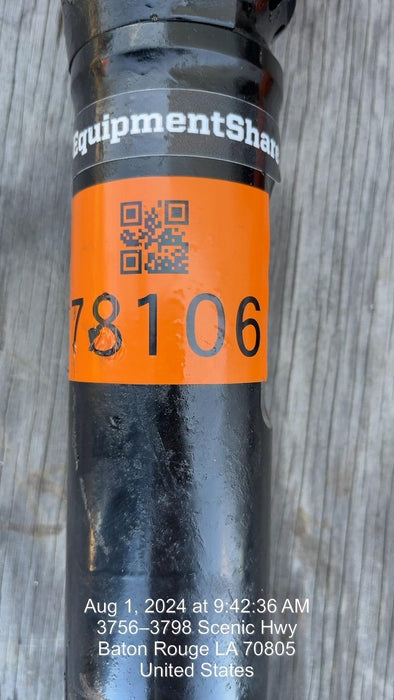 EquipmentShare
78106
Aug 1, 2024 at 9:42:36 AM
3756–3798 Scenic Hwy
Baton Rouge LA 70805
United States